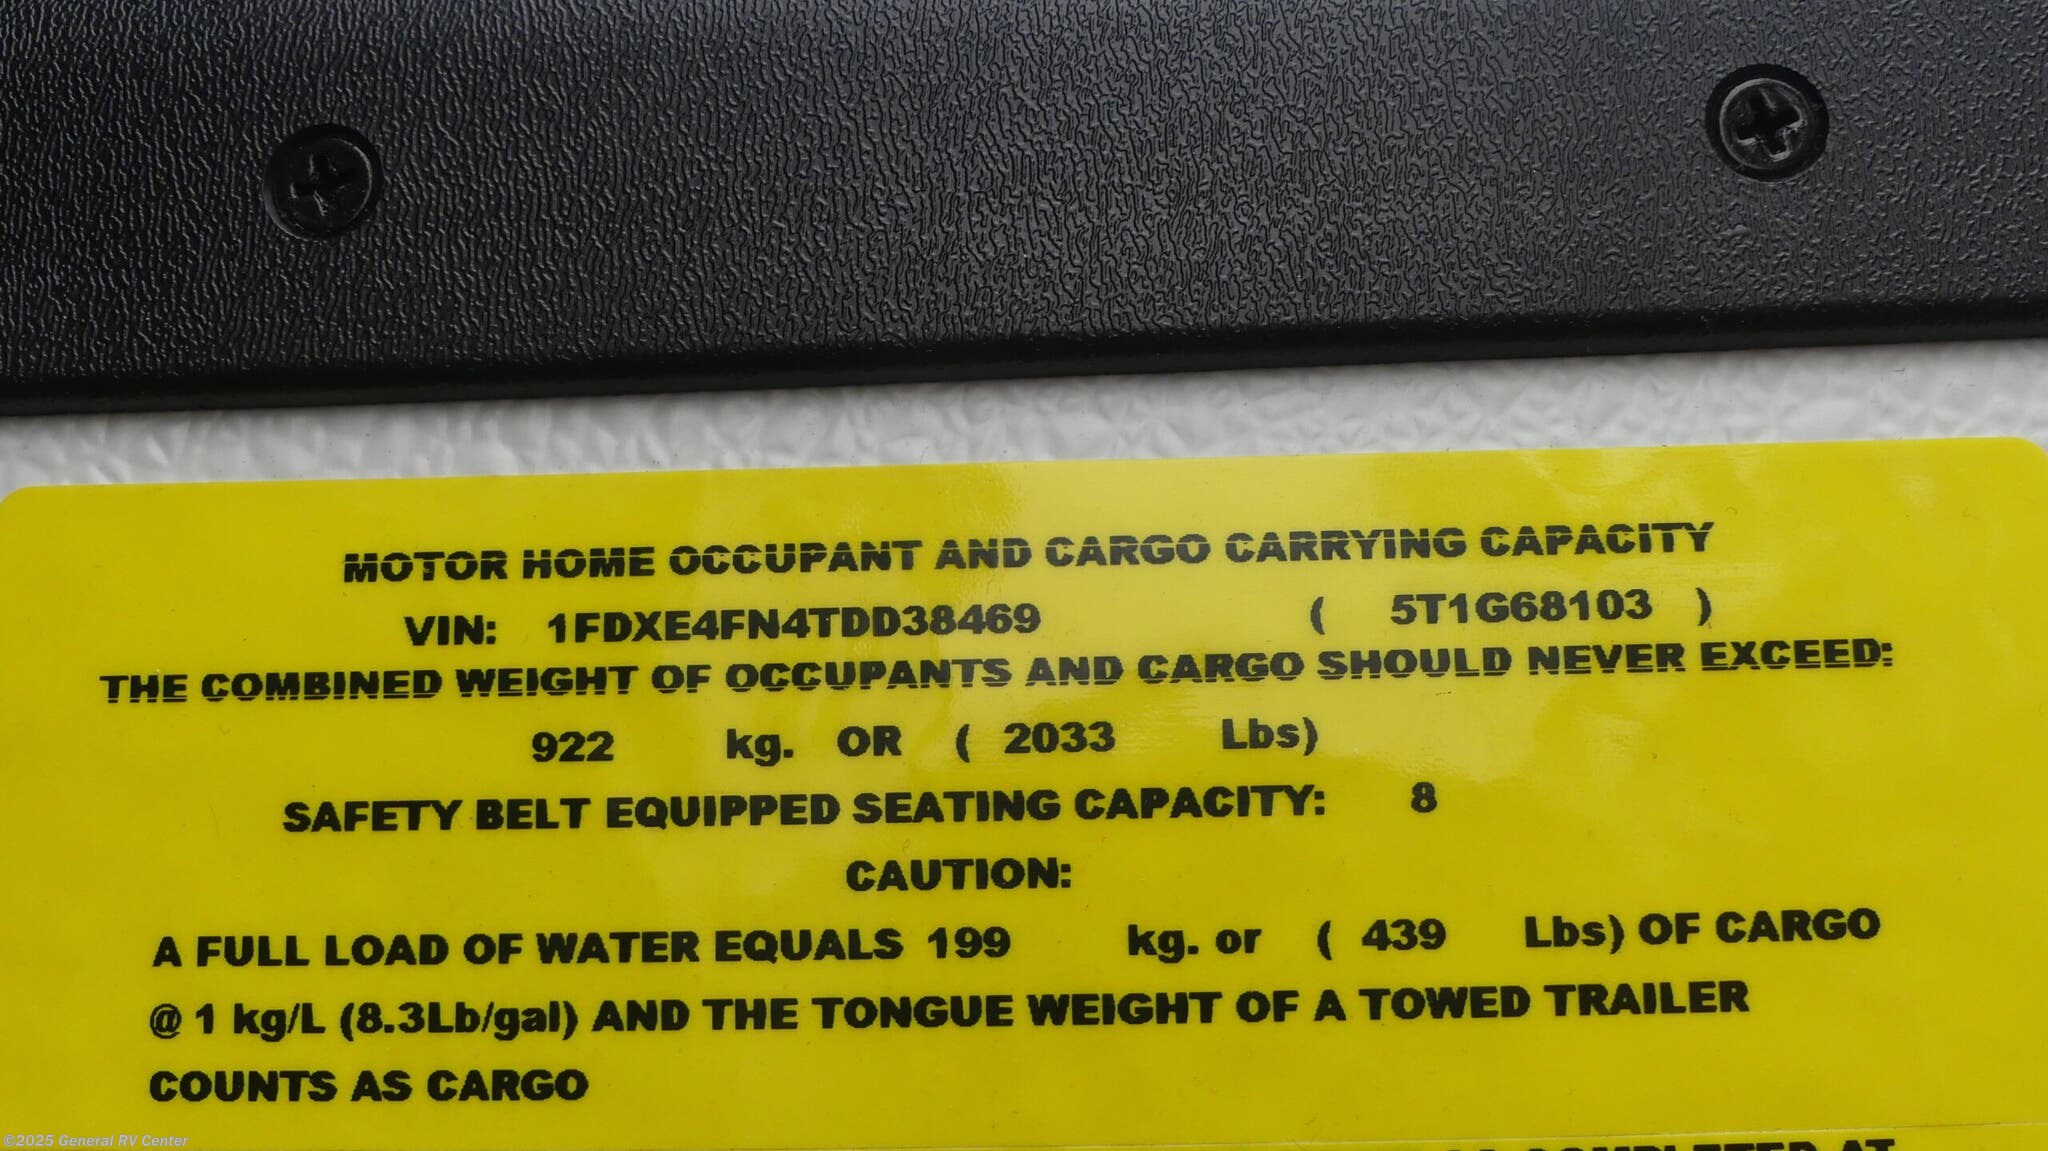 MOTOR HOME OCCUPANT AND CARGO CARRYING CAPACITY
VIN: 1FDXE4FN4TDD38469 ( 5T1G68103 )
THE COMBINED WEIGHT OF OCCUPANTS AND CARGO SHOULD NEVER EXCEED:
922 kg. OR ( 2033 Lbs)
SAFETY BELT EQUIPPED SEATING CAPACITY: 8
CAUTION:
A FULL LOAD OF WATER EQUALS 199 kg. or ( 439 Lbs) OF CARGO
@ 1 kg/L (8.3Lb/gal) AND THE TONGUE WEIGHT OF A TOWED TRAILER
COUNTS AS CARGO
©2025 General RV Center
COMPLETED AT